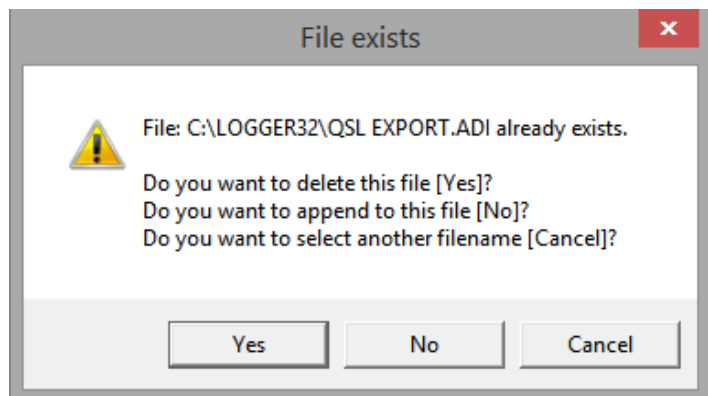 File exists
File: C:\LOGGER32\QSL EXPORT.ADI already exists.
Do you want to delete this file [Yes]?
Do you want to append to this file [No]?
Do you want to select another filename [Cancel]?
Yes
No
Cancel